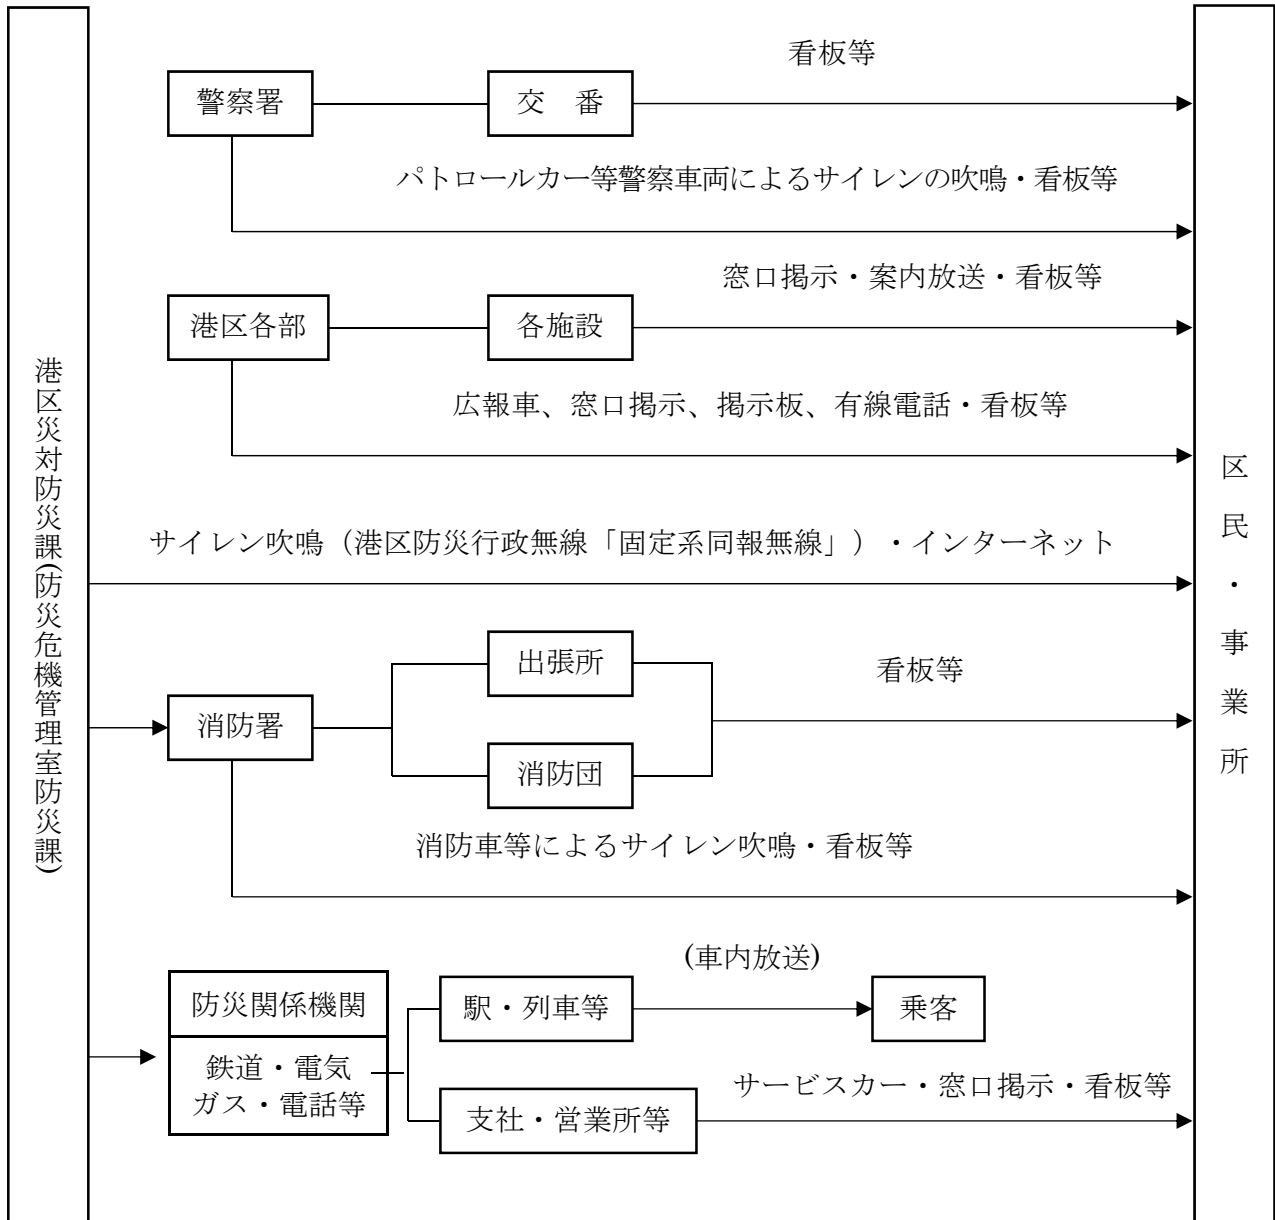 看板等
警察署
交　番
パトロールカー等警察車両によるサイレンの吹鳴・看板等
窓口掲示・案内放送・看板等
港区各部
各施設
広報車、窓口掲示、掲示板、有線電話・看板等
港区災対防災課(防災危機管理室防災課)
区民・事業所
サイレン吹鳴（港区防災行政無線「固定系同報無線」）・インターネット
出張所
看板等
消防署
消防団
消防車等によるサイレン吹鳴・看板等
(車内放送)
防災関係機関
駅・列車等
乗客
鉄道・電気
ガス・電話等
サービスカー・窓口掲示・看板等
支社・営業所等